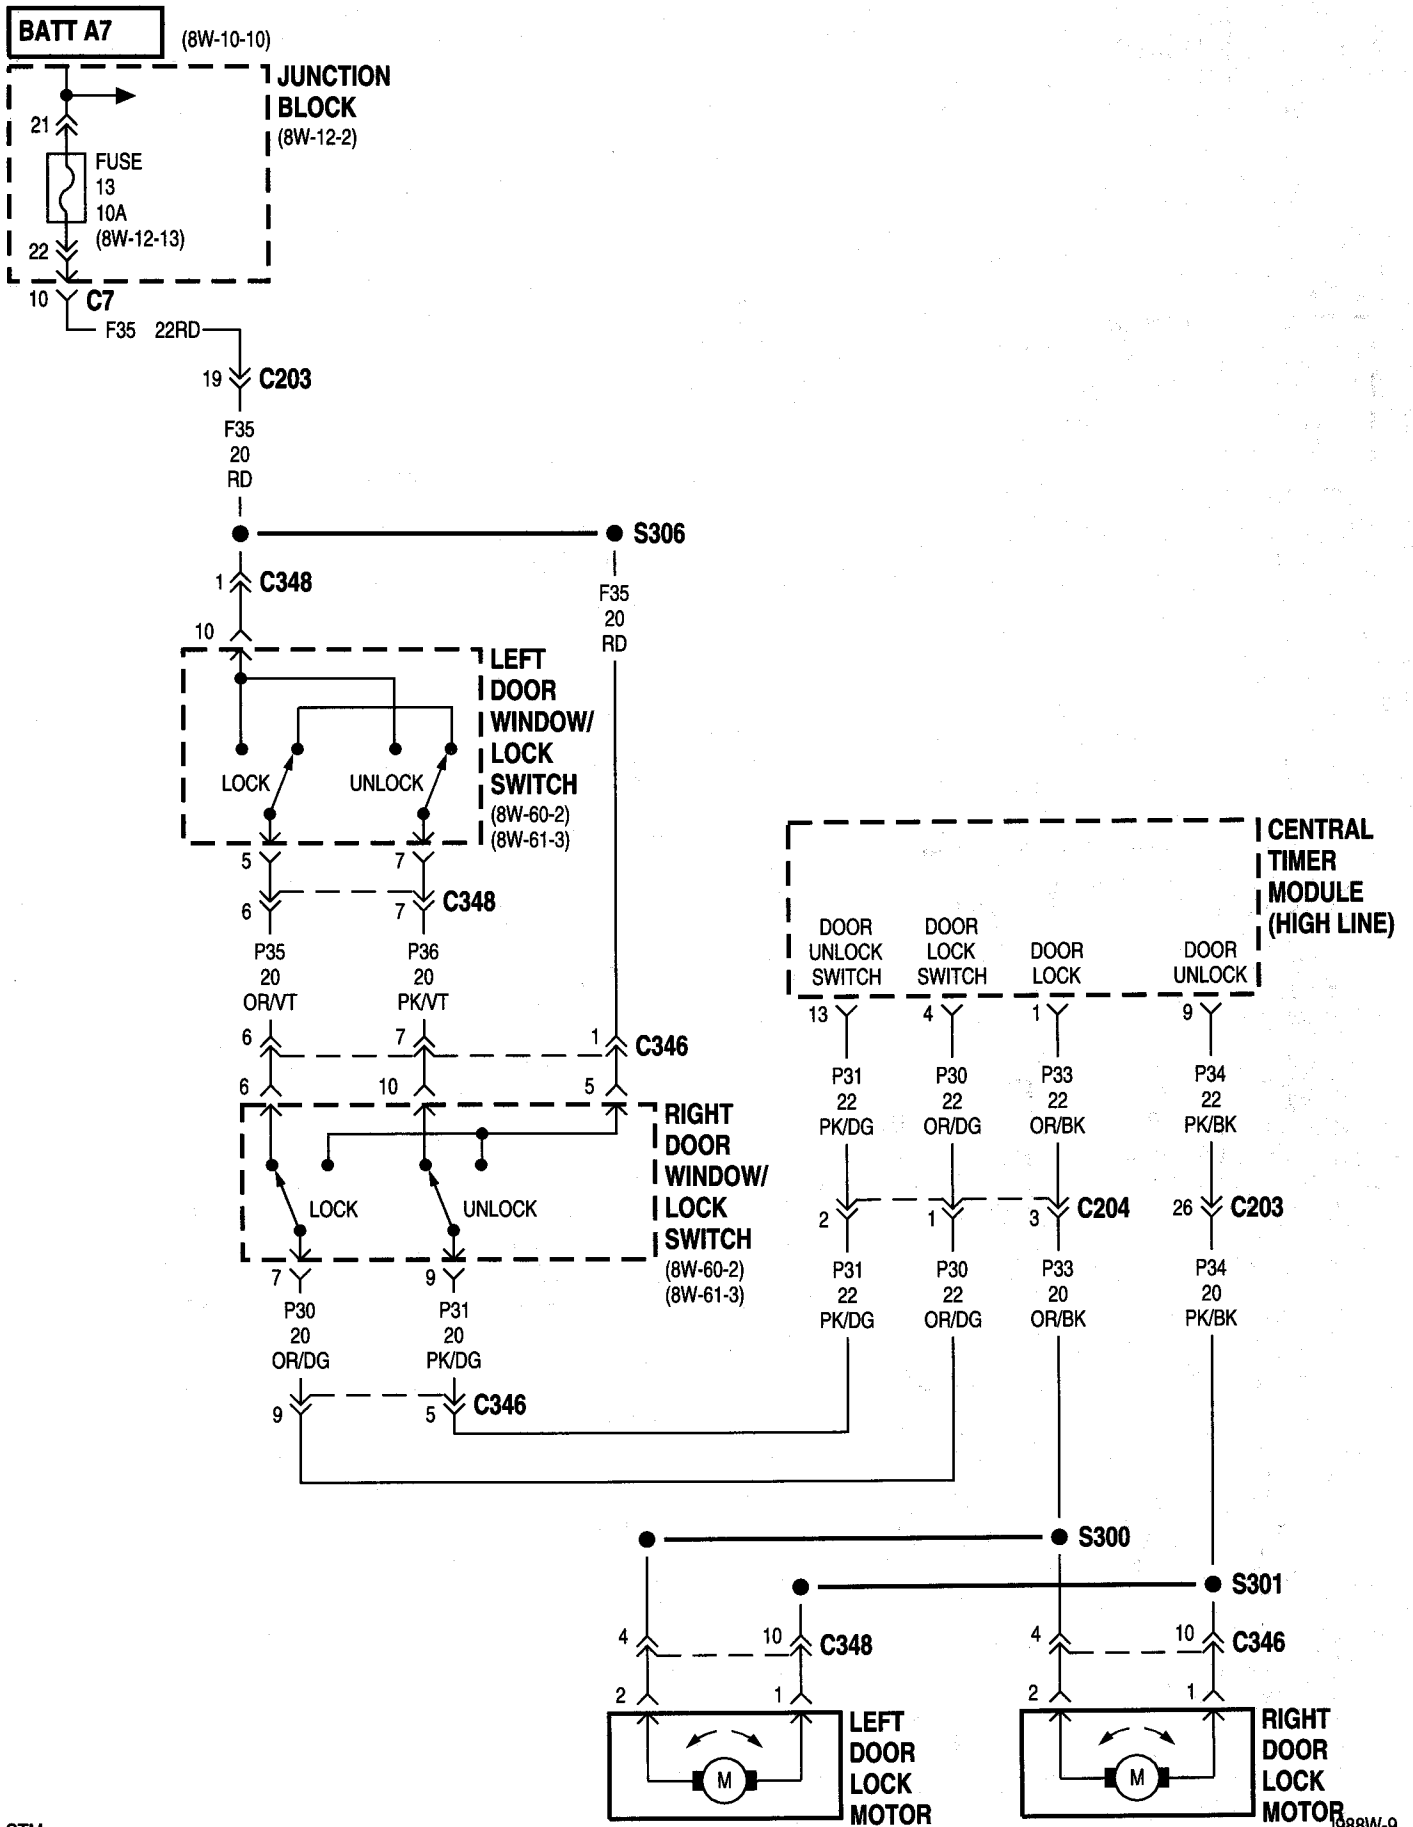 BATT A7
(8W-10-10)
JUNCTION
BLOCK
(8W-12-2)
21
FUSE
13
10A
(8W-12-13)
22
10
C7
F35 22RD
19
C203
F35
20
RD
S306
1
C348
F35
20
RD
10
LEFT
DOOR
WINDOW/
LOCK
SWITCH
(8W-60-2)
(8W-61-3)
LOCK
UNLOCK
5
7
6
7
C348
P35
20
OR/VT
P36
20
PK/VT
6
7
1
C346
6
10
5
RIGHT
DOOR
WINDOW/
LOCK
SWITCH
(8W-60-2)
(8W-61-3)
LOCK
UNLOCK
7
9
P30
20
OR/DG
P31
20
PK/DG
9
5
C346
CENTRAL
TIMER
MODULE
(HIGH LINE)
DOOR
UNLOCK
SWITCH
DOOR
LOCK
SWITCH
DOOR
LOCK
DOOR
UNLOCK
13
4
1
9
P31
22
PK/DG
P30
22
OR/DG
P33
22
OR/BK
P34
22
PK/BK
2
1
3
C204
26
C203
P31
22
PK/DG
P30
22
OR/DG
P33
20
OR/BK
P34
20
PK/BK
S300
S301
4
10
C348
4
10
C346
2
1
2
1
M
LEFT
DOOR
LOCK
MOTOR
M
RIGHT
DOOR
LOCK
MOTOR